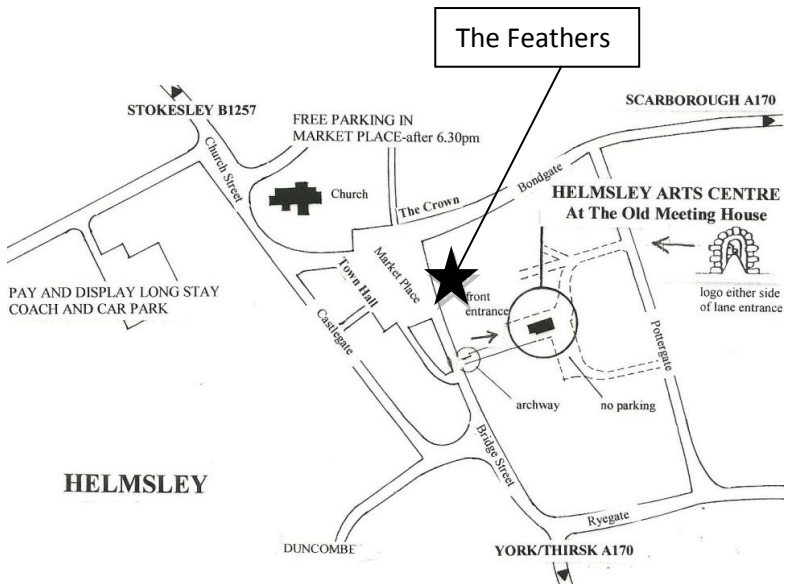 The Feathers
STOKESLEY B1257
SCARBOROUGH A170
FREE PARKING IN
MARKET PLACE-after 6.30pm
Church Street
Church
The Crown
Bondgate
HELMSLEY ARTS CENTRE
At The Old Meeting House
Market Place
Town Hall
PAY AND DISPLAY LONG STAY
COACH AND CAR PARK
front
entrance
logo either side
of lane entrance
Castlegate
Pottergate
archway
no parking
Bridge Street
HELMSLEY
Ryegate
DUNCOMBE
YORK/THIRSK A170